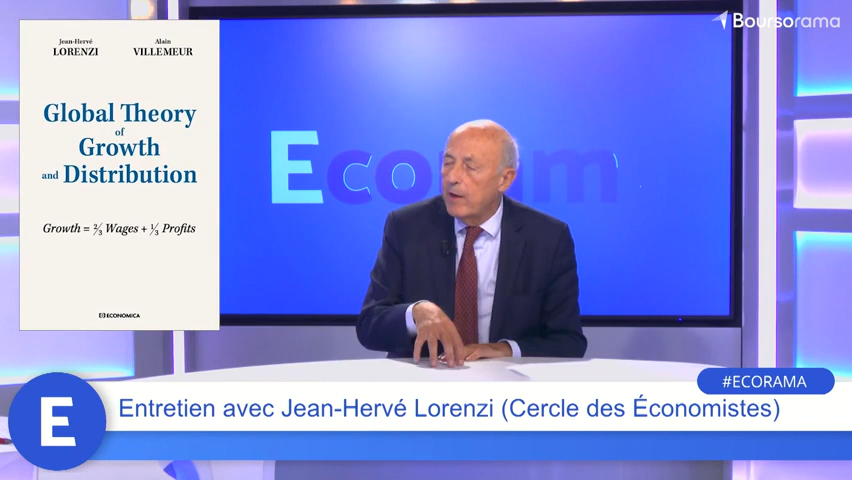 Jean-Hervé
LORENZI
Alain
VILLEMEUR
Global Theory
of
Growth
and Distribution
Growth = ⅔ Wages + ⅓ Profits
ECONOMICA
Boursorama
Ecoram
#ECORAMA
E
Entretien avec Jean-Hervé Lorenzi (Cercle des Économistes)